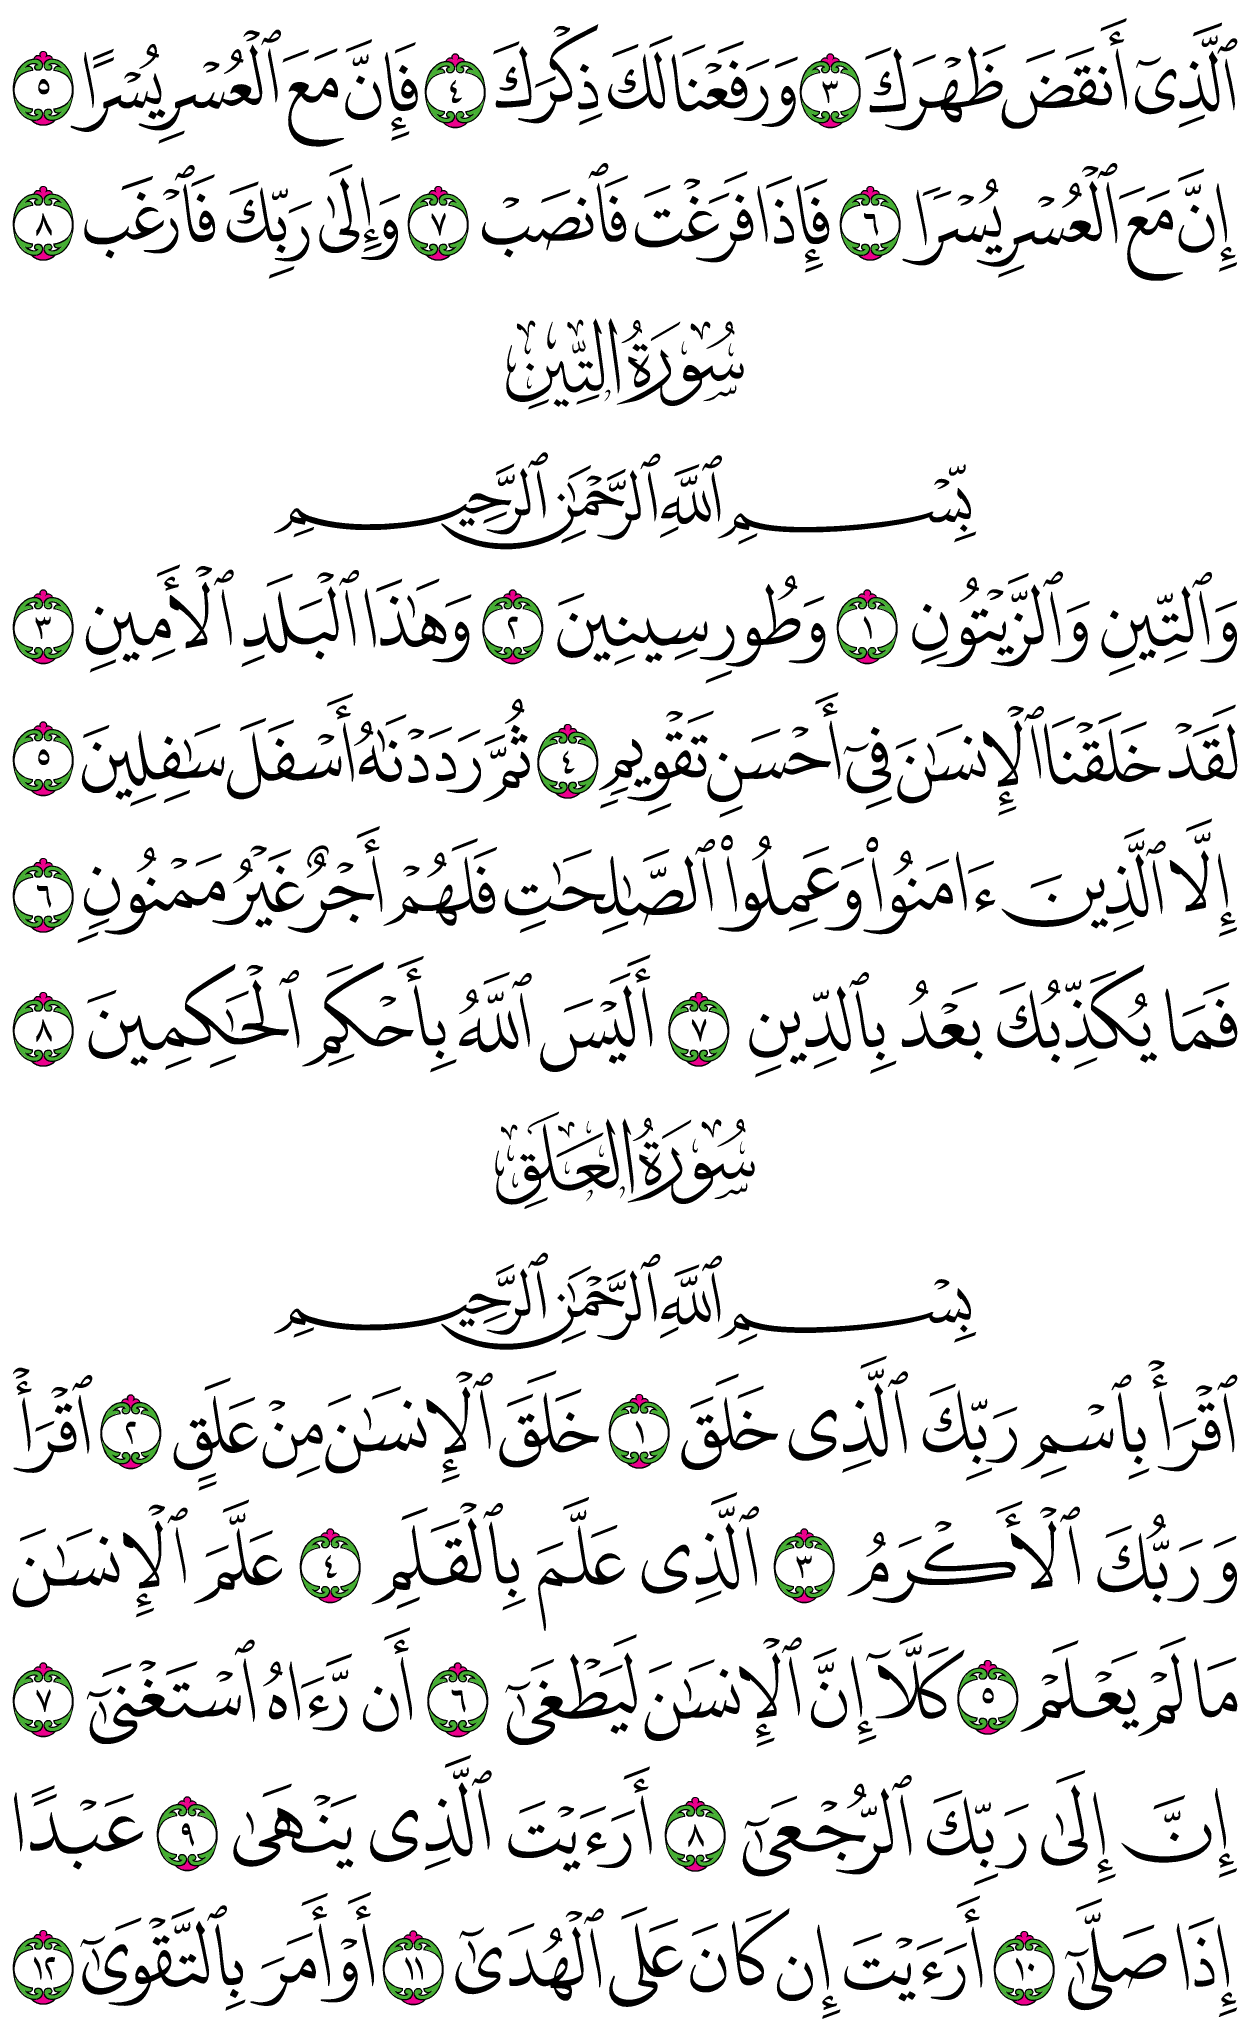 ٱلَّذِىٓ أَنقَضَ ظَهْرَكَ ٣ وَرَفَعْنَا لَكَ ذِكْرَكَ ٤ فَإِنَّ مَعَ ٱلْعُسْرِ يُسْرًا ٥
إِنَّ مَعَ ٱلْعُسْرِ يُسْرًا ٦ فَإِذَا فَرَغْتَ فَٱنصَبْ ٧ وَإِلَىٰ رَبِّكَ فَٱرْغَب ٨
سُورَةُ التِّينِ
بِّسْمِ ٱللَّهِ ٱلرَّحْمَٰنِ ٱلرَّحِيمِ
وَٱلتِّينِ وَٱلزَّيْتُونِ ١ وَطُورِ سِينِينَ ٢ وَهَٰذَا ٱلْبَلَدِ ٱلْأَمِينِ ٣
لَقَدْ خَلَقْنَا ٱلْإِنسَٰنَ فِىٓ أَحْسَنِ تَقْوِيمٍ ٤ ثُمَّ رَدَدْنَٰهُ أَسْفَلَ سَٰفِلِينَ ٥
إِلَّا ٱلَّذِينَ ءَامَنُوا۟ وَعَمِلُوا۟ ٱلصَّٰلِحَٰتِ فَلَهُمْ أَجْرٌ غَيْرُ مَمْنُونٍ ٦
فَمَا يُكَذِّبُكَ بَعْدُ بِٱلدِّينِ ٧ أَلَيْسَ ٱللَّهُ بِأَحْكَمِ ٱلْحَٰكِمِينَ ٨
سُورَةُ العَلَقِ
بِسْمِ ٱللَّهِ ٱلرَّحْمَٰنِ ٱلرَّحِيمِ
ٱقْرَأْ بِٱسْمِ رَبِّكَ ٱلَّذِى خَلَقَ ١ خَلَقَ ٱلْإِنسَٰنَ مِنْ عَلَقٍ ٢ ٱقْرَأْ
وَرَبُّكَ ٱلْأَكْرَمُ ٣ ٱلَّذِى عَلَّمَ بِٱلْقَلَمِ ٤ عَلَّمَ ٱلْإِنسَٰنَ
مَا لَمْ يَعْلَمْ ٥ كَلَّآ إِنَّ ٱلْإِنسَٰنَ لَيَطْغَىٰٓ ٦ أَن رَّءَاهُ ٱسْتَغْنَىٰٓ ٧
إِنَّ إِلَىٰ رَبِّكَ ٱلرُّجْعَىٰٓ ٨ أَرَءَيْتَ ٱلَّذِى يَنْهَىٰ ٩ عَبْدًا
إِذَا صَلَّىٰٓ ١٠ أَرَءَيْتَ إِن كَانَ عَلَى ٱلْهُدَىٰٓ ١١ أَوْ أَمَرَ بِٱلتَّقْوَىٰٓ ١٢